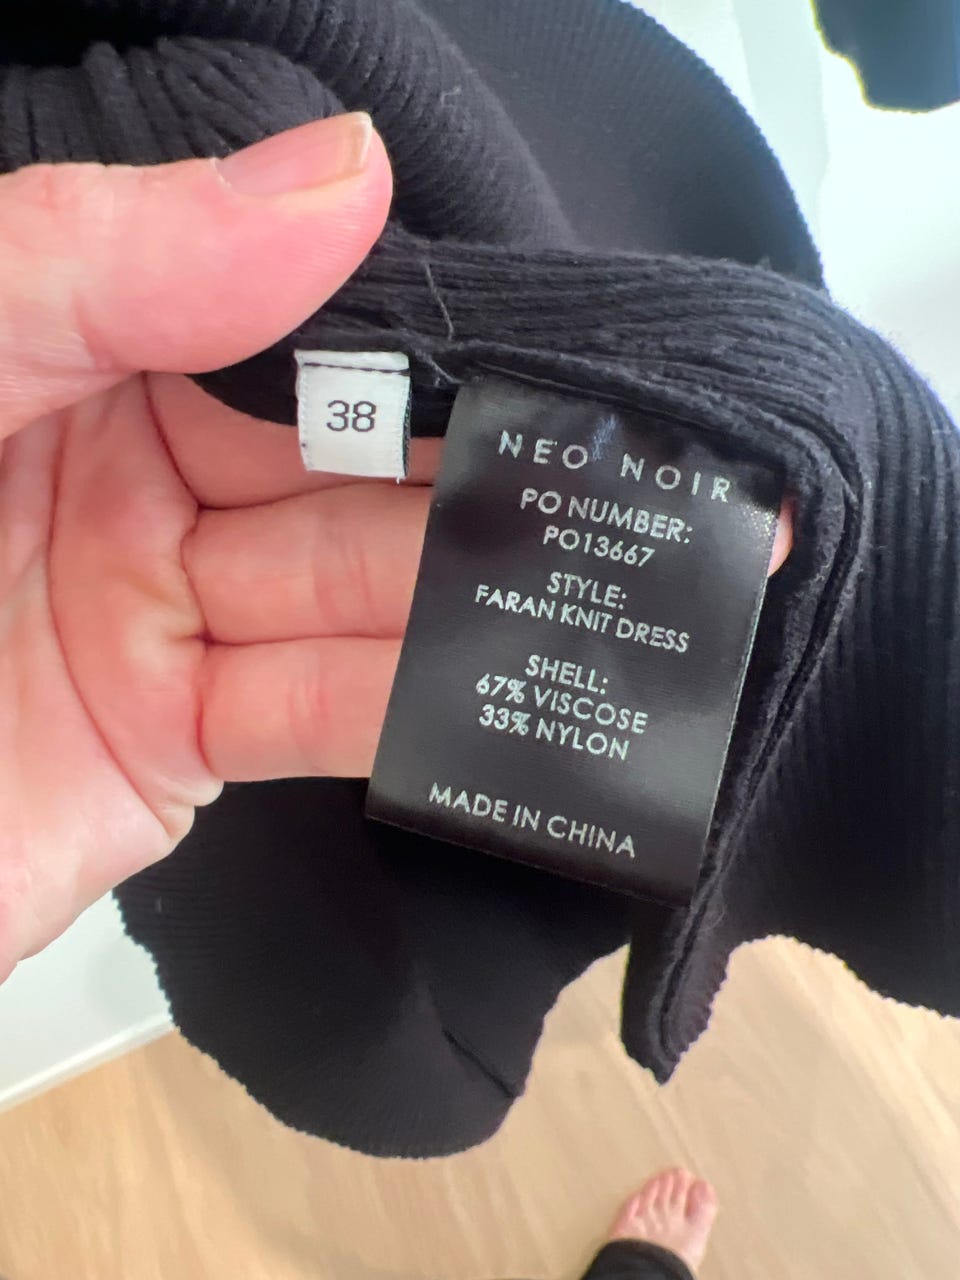 38
NEO NOIR
PO NUMBER:
PO13667
STYLE:
FARAN KNIT DRESS
SHELL:
67% VISCOSE
33% NYLON
MADE IN CHINA